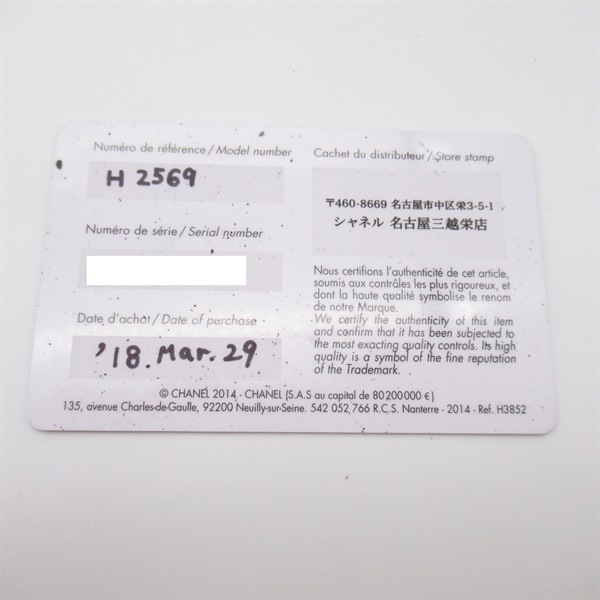 Numéro de référence / Model number
H 2569
Numéro de série / Serial number
Date d'achat / Date of purchase
'18. Mar. 29
Cachet du distributeur / Store stamp
〒460-8669 名古屋市中区栄3-5-1
シャネル 名古屋三越栄店
Nous certifions l'authenticité de cet article,
soumis aux contrôles les plus rigoureux, et
dont la haute qualité symbolise le renom
de notre Marque.
We certify the authenticity of this item
and confirm that it has been subjected to
the most exacting quality controls. Its high
quality is a symbol of the fine reputation
of the Trademark.
© CHANEL 2014 - CHANEL (S.A.S au capital de 80 200 000 €)
135, avenue Charles-de-Gaulle, 92200 Neuilly-sur-Seine. 542 052 766 R.C.S. Nanterre - 2014 - Ref. H3852